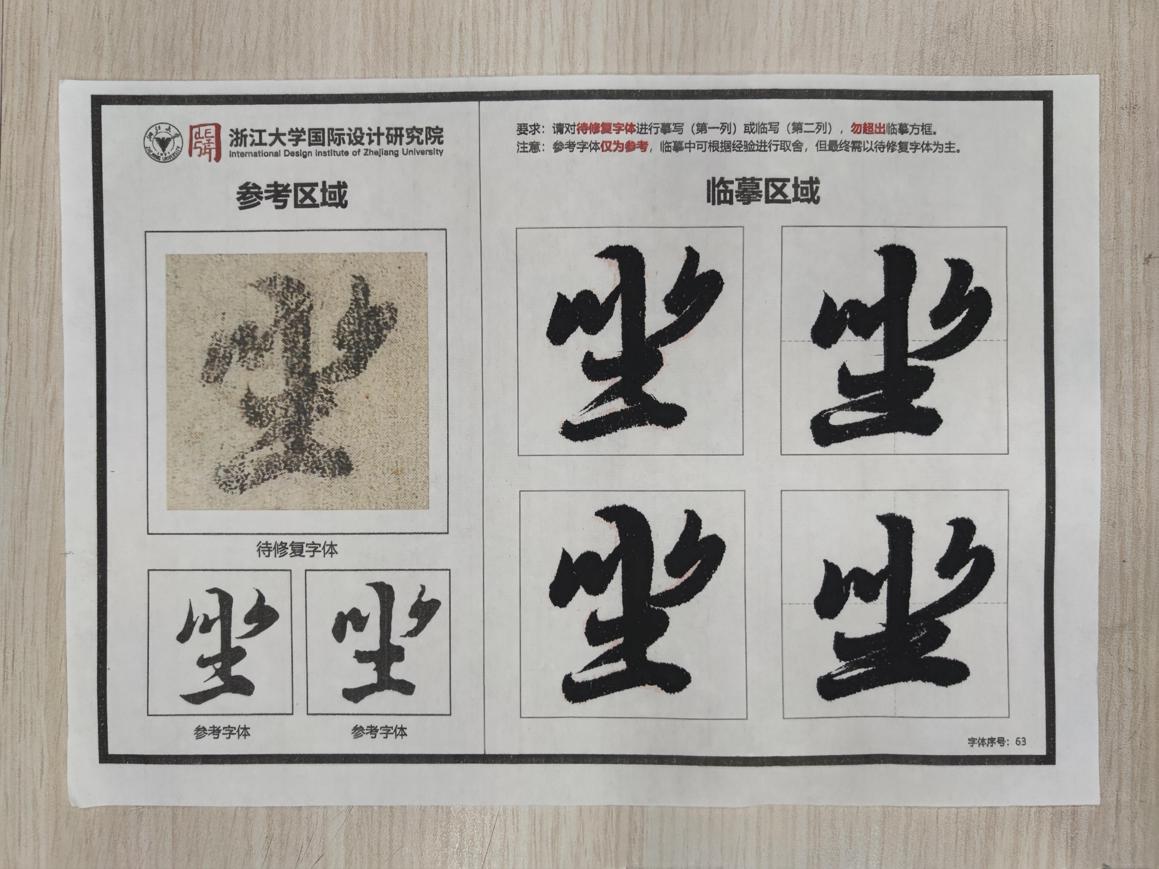 浙江大学国际设计研究院
International Design Institute of Zhejiang University
参考区域
坐
待修复字体
坐 坐
参考字体 参考字体
要求：请对待修复字体进行摹写（第一列）或临写（第二列），勿超出临摹方框。
注意：参考字体仅为参考，临摹中可根据经验进行取舍，但最终需以待修复字体为主。
临摹区域
坐 坐
坐 坐
字体序号：63